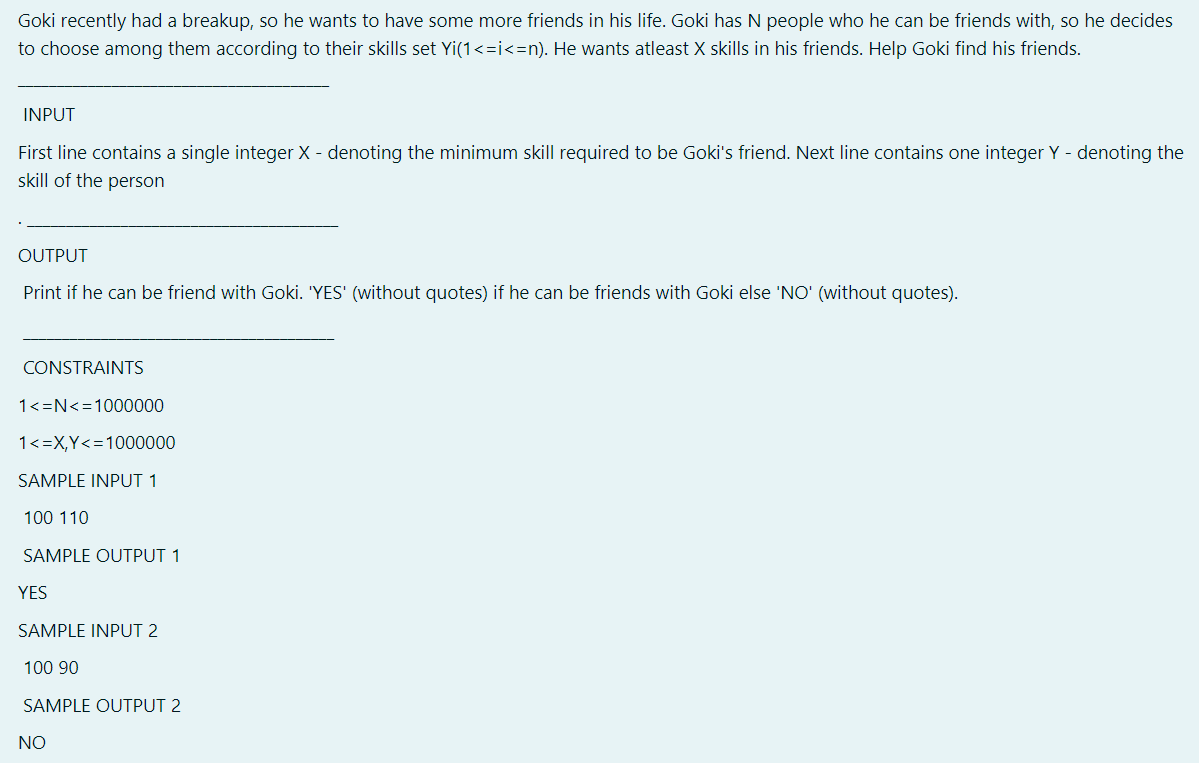 Goki recently had a breakup, so he wants to have some more friends in his life. Goki has N people who he can be friends with, so he decides
to choose among them according to their skills set Yi(1<=i<=n). He wants atleast X skills in his friends. Help Goki find his friends.
________________________________________
INPUT
First line contains a single integer X - denoting the minimum skill required to be Goki's friend. Next line contains one integer Y - denoting the
skill of the person
. ________________________________________
OUTPUT
Print if he can be friend with Goki. 'YES' (without quotes) if he can be friends with Goki else 'NO' (without quotes).
________________________________________
CONSTRAINTS
1<=N<=1000000
1<=X,Y<=1000000
SAMPLE INPUT 1
100 110
SAMPLE OUTPUT 1
YES
SAMPLE INPUT 2
100 90
SAMPLE OUTPUT 2
NO